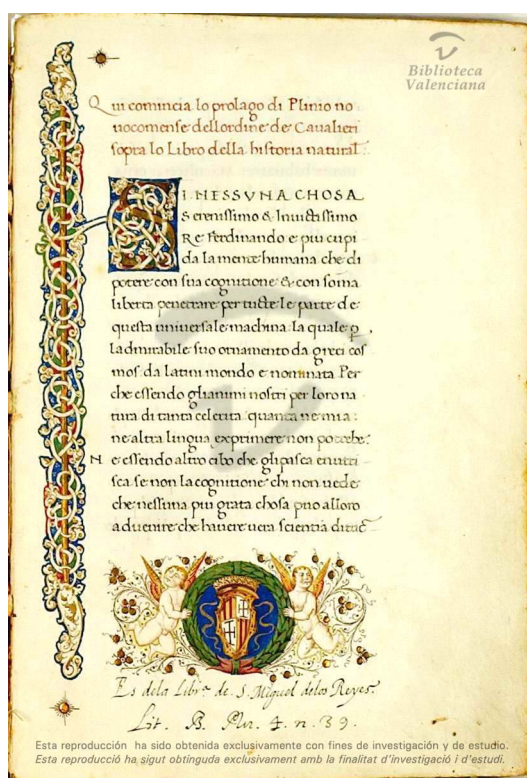 Biblioteca
Valenciana
Qui comincia lo prolago di Plinio no
uocomense dellordine de Cavalieri
sopra lo Libro della historia natural
DI NESSVNA CHOSA
Serenissimo & Inuictissimo
Re Ferdinando e piu cupi
da la mente humana che di
potere con sua cognitione & con soma
liberta penetrare per tutte le parte de
questa uniuersale machina la quale p
ladmirabile suo ornamento da greci cos
mos da latini mondo e nominata Per
che essendo glianimi nostri per loro na
tura di tanta celerita quanta ne mia
ne altra lingua exprimere non potrebe
N e essendo altro cibo che gli pasca e nutri
sca se non la cognitione chi non uede
che nessuna piu grata chosa puo alloro
aduenire che hauere uera scientia di tuc
Es dela Libr.ª de S. Miguel delos Reyes.
Lit. B. Plu. 4. n. 39.
Esta reproducción ha sido obtenida exclusivamente con fines de investigación y de estudio.
Esta reproducció ha sigut obtinguda exclusivament amb la finalitat d'investigació i d'estudi.